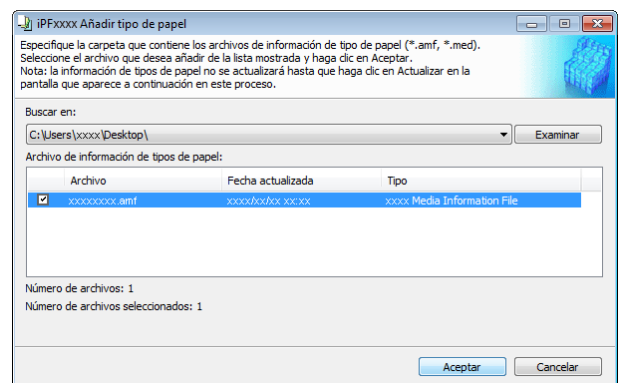 iPFxxxx Añadir tipo de papel
Especifique la carpeta que contiene los archivos de información de tipo de papel (*.amf, *.med).
Seleccione el archivo que desea añadir de la lista mostrada y haga clic en Aceptar.
Nota: la información de tipos de papel no se actualizará hasta que haga clic en Actualizar en la
pantalla que aparece a continuación en este proceso.
Buscar en:
C:\Users\xxxx\Desktop\ Examinar
Archivo de información de tipos de papel:
Archivo Fecha actualizada Tipo
xxxxxxxx.amf xxxx/xx/xx xx:xx xxxx Media Information File
Número de archivos: 1
Número de archivos seleccionados: 1
Aceptar Cancelar